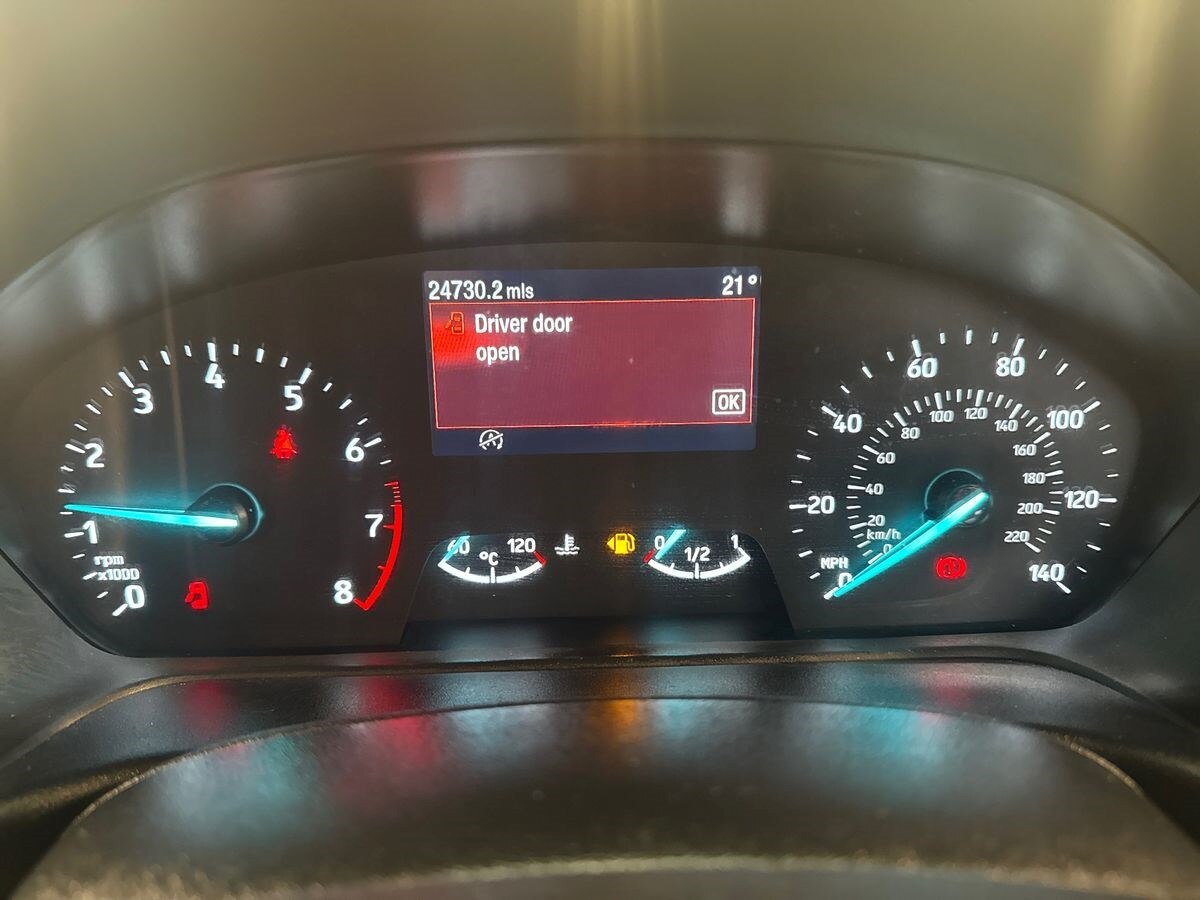 24730.2 mls 21°
Driver door
open
OK
0 1 2 3 4 5 6 7 8
rpm
x1000
60 120
°C
0 1/2 1
0 20 40 60 80 100 120 140
MPH
0 20 40 60 80 100 120 140 160 180 200 220
km/h